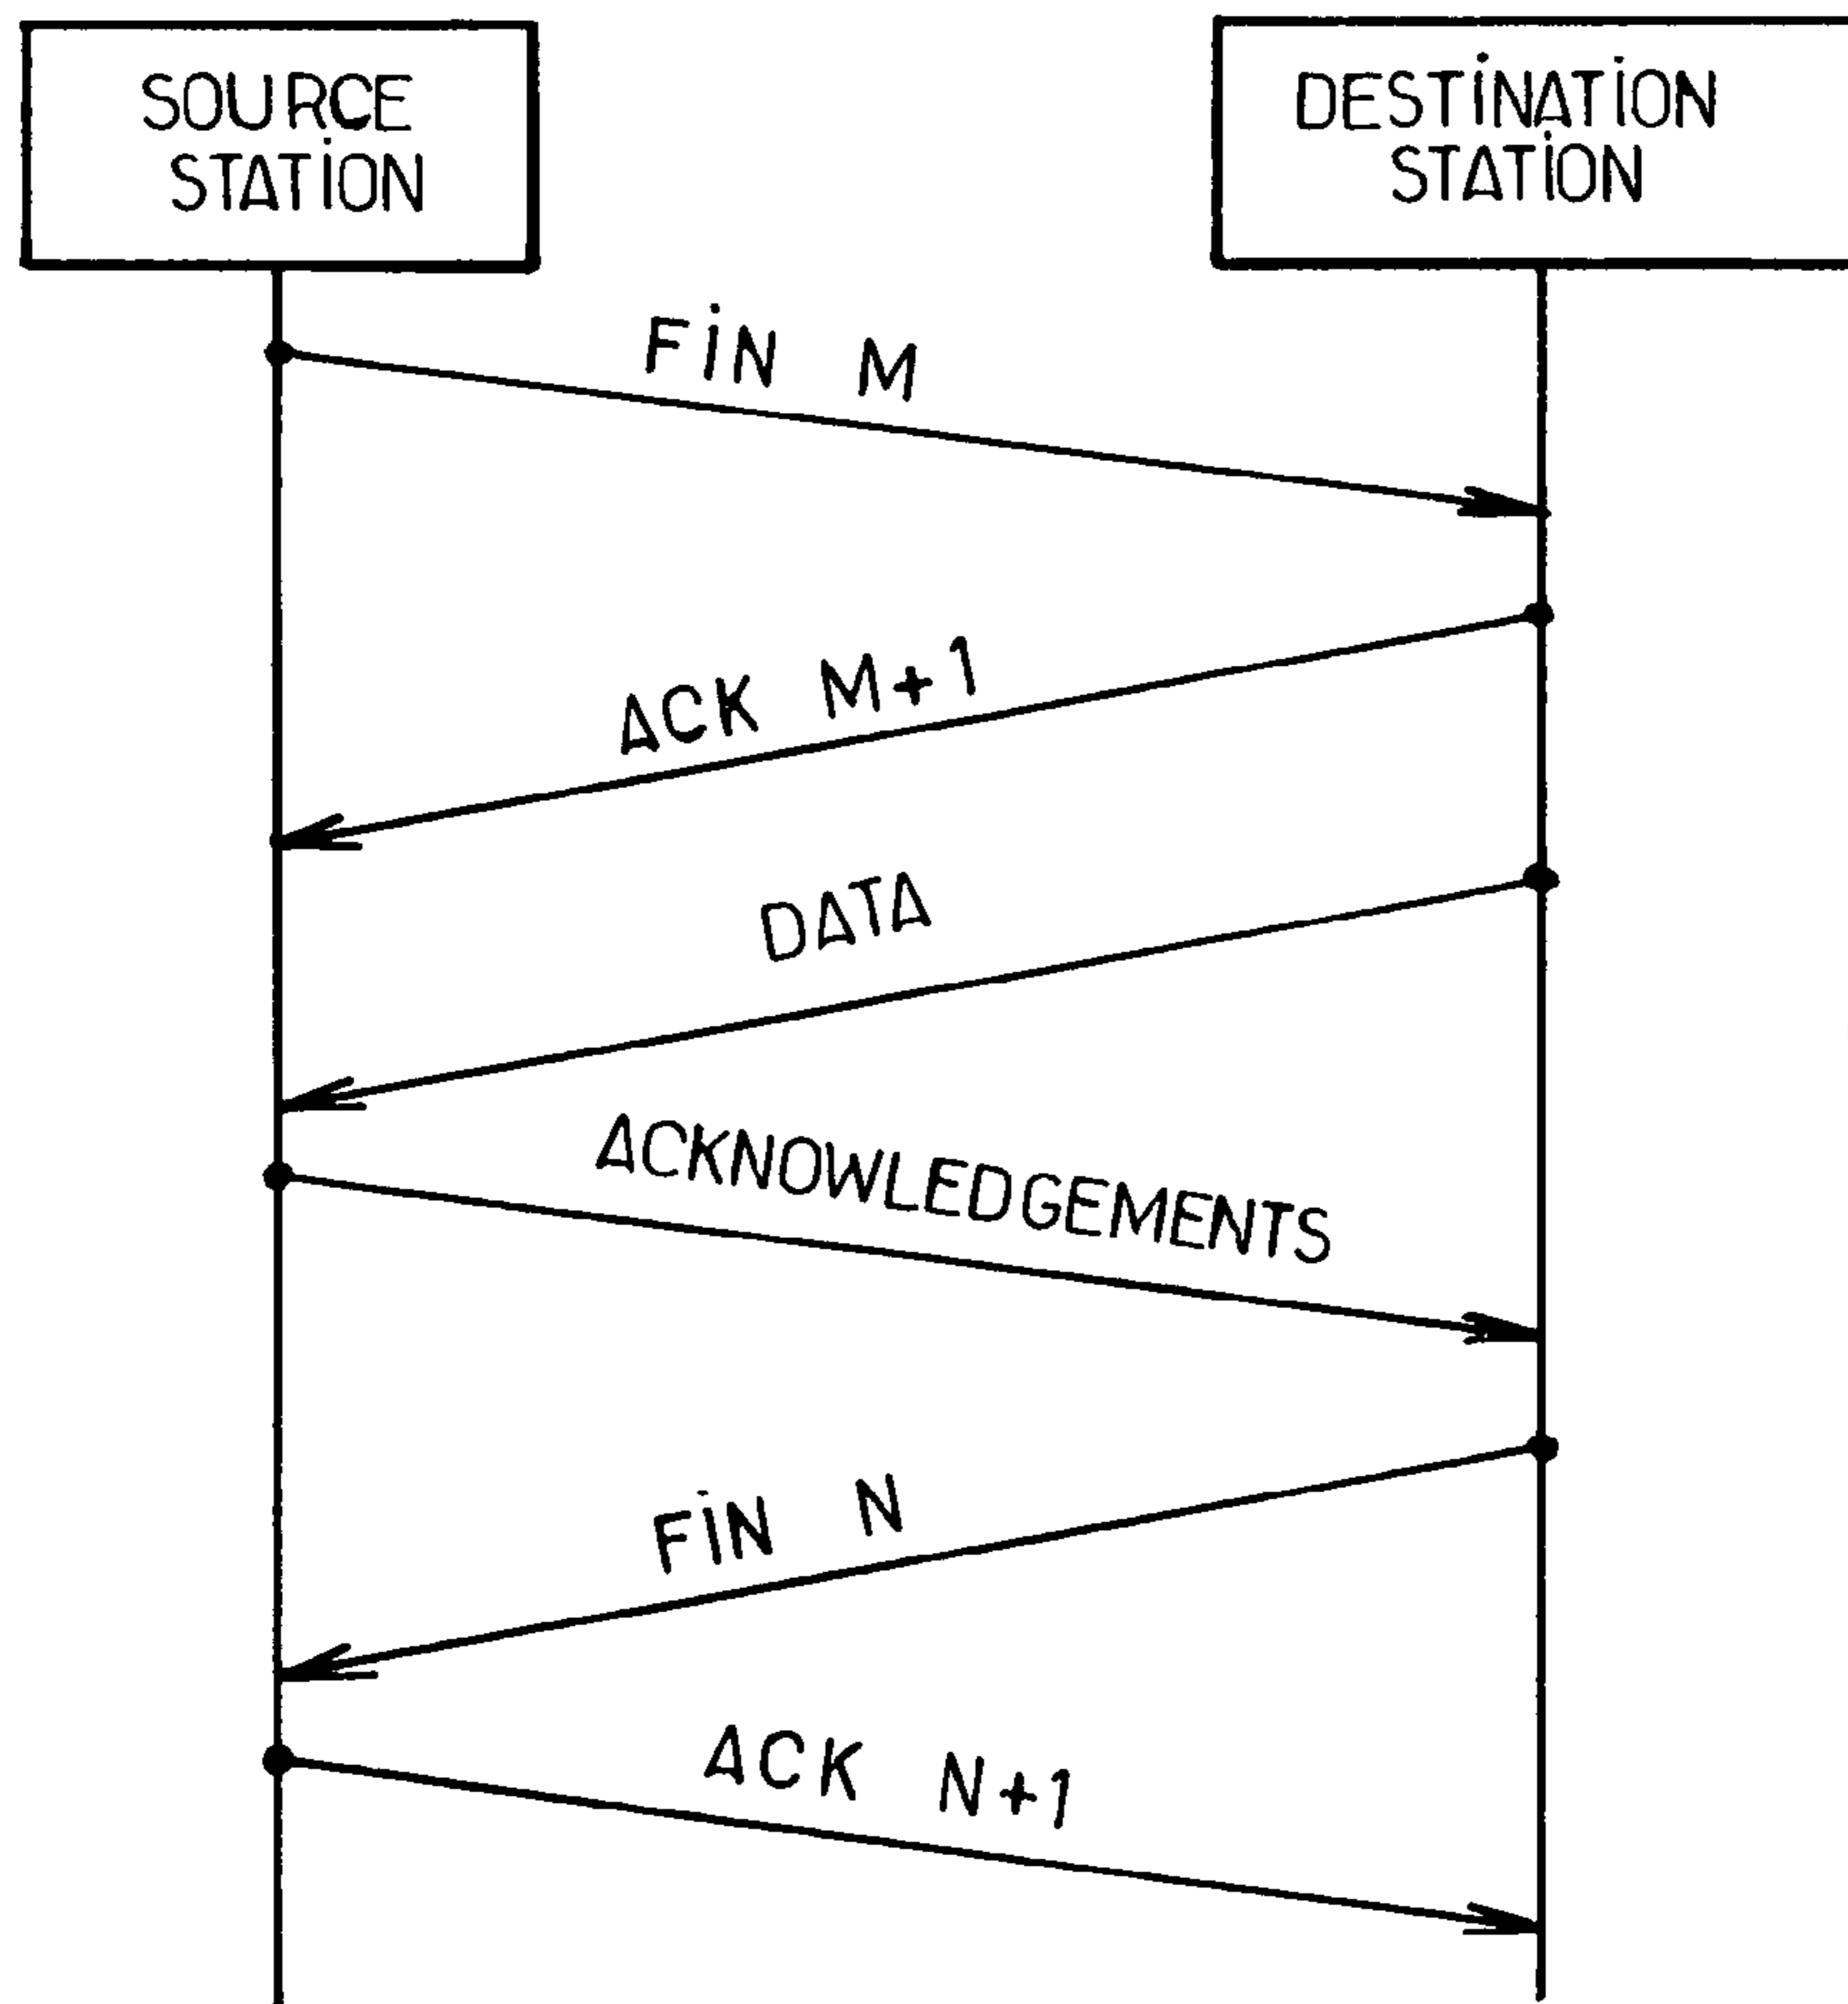 SOURCE
STATION
DESTINATION
STATION
FIN M
ACK M+1
DATA
ACKNOWLEDGEMENTS
FIN N
ACK N+1